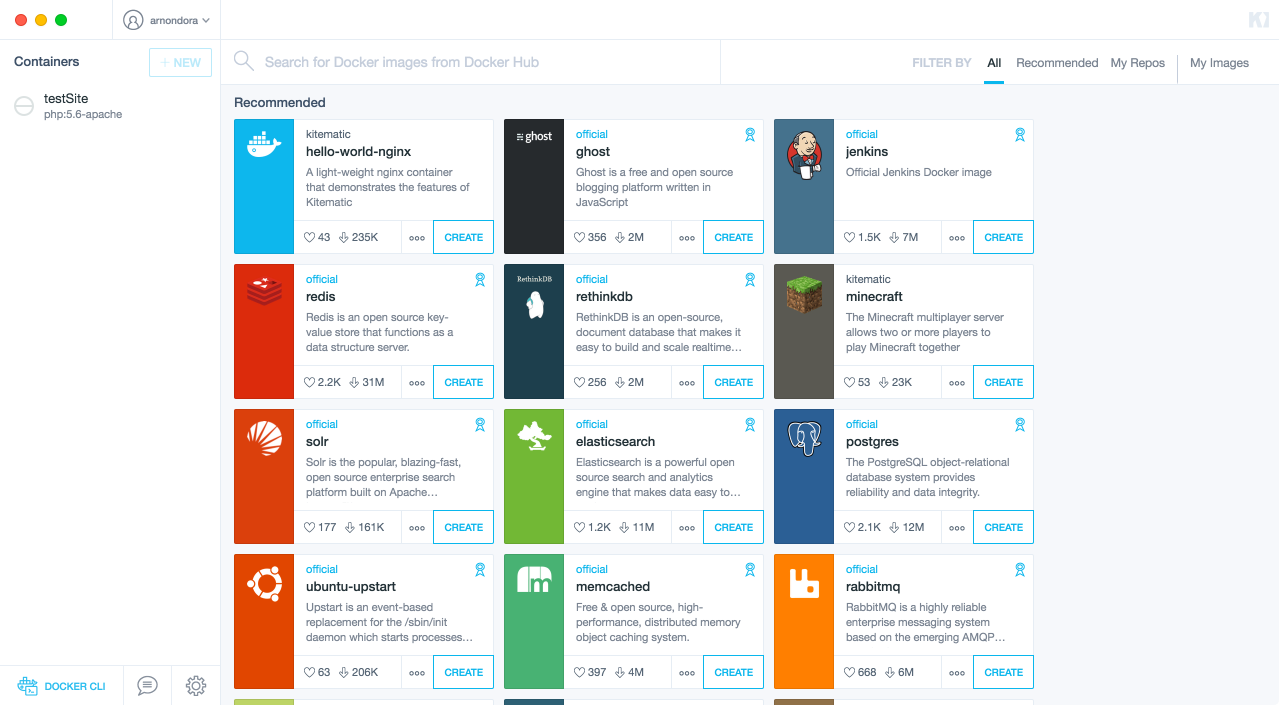 arnondora
Containers
+ NEW
testSite
php:5.6-apache
Search for Docker images from Docker Hub
FILTER BY All Recommended My Repos My Images
Recommended
kitematic
hello-world-nginx
A light-weight nginx container
that demonstrates the features of
Kitematic
43 235K CREATE
ghost
official
ghost
Ghost is a free and open source
blogging platform written in
JavaScript
356 2M CREATE
official
jenkins
Official Jenkins Docker image
1.5K 7M CREATE
official
redis
Redis is an open source key-
value store that functions as a
data structure server.
2.2K 31M CREATE
RethinkDB
official
rethinkdb
RethinkDB is an open-source,
document database that makes it
easy to build and scale realtime…
256 2M CREATE
kitematic
minecraft
The Minecraft multiplayer server
allows two or more players to
play Minecraft together
53 23K CREATE
official
solr
Solr is the popular, blazing-fast,
open source enterprise search
platform built on Apache…
177 161K CREATE
official
elasticsearch
Elasticsearch is a powerful open
source search and analytics
engine that makes data easy to…
1.2K 11M CREATE
official
postgres
The PostgreSQL object-relational
database system provides
reliability and data integrity.
2.1K 12M CREATE
official
ubuntu-upstart
Upstart is an event-based
replacement for the /sbin/init
daemon which starts processes…
63 206K CREATE
official
memcached
Free & open source, high-
performance, distributed memory
object caching system.
397 4M CREATE
official
rabbitmq
RabbitMQ is a highly reliable
enterprise messaging system
based on the emerging AMQP…
668 6M CREATE
DOCKER CLI